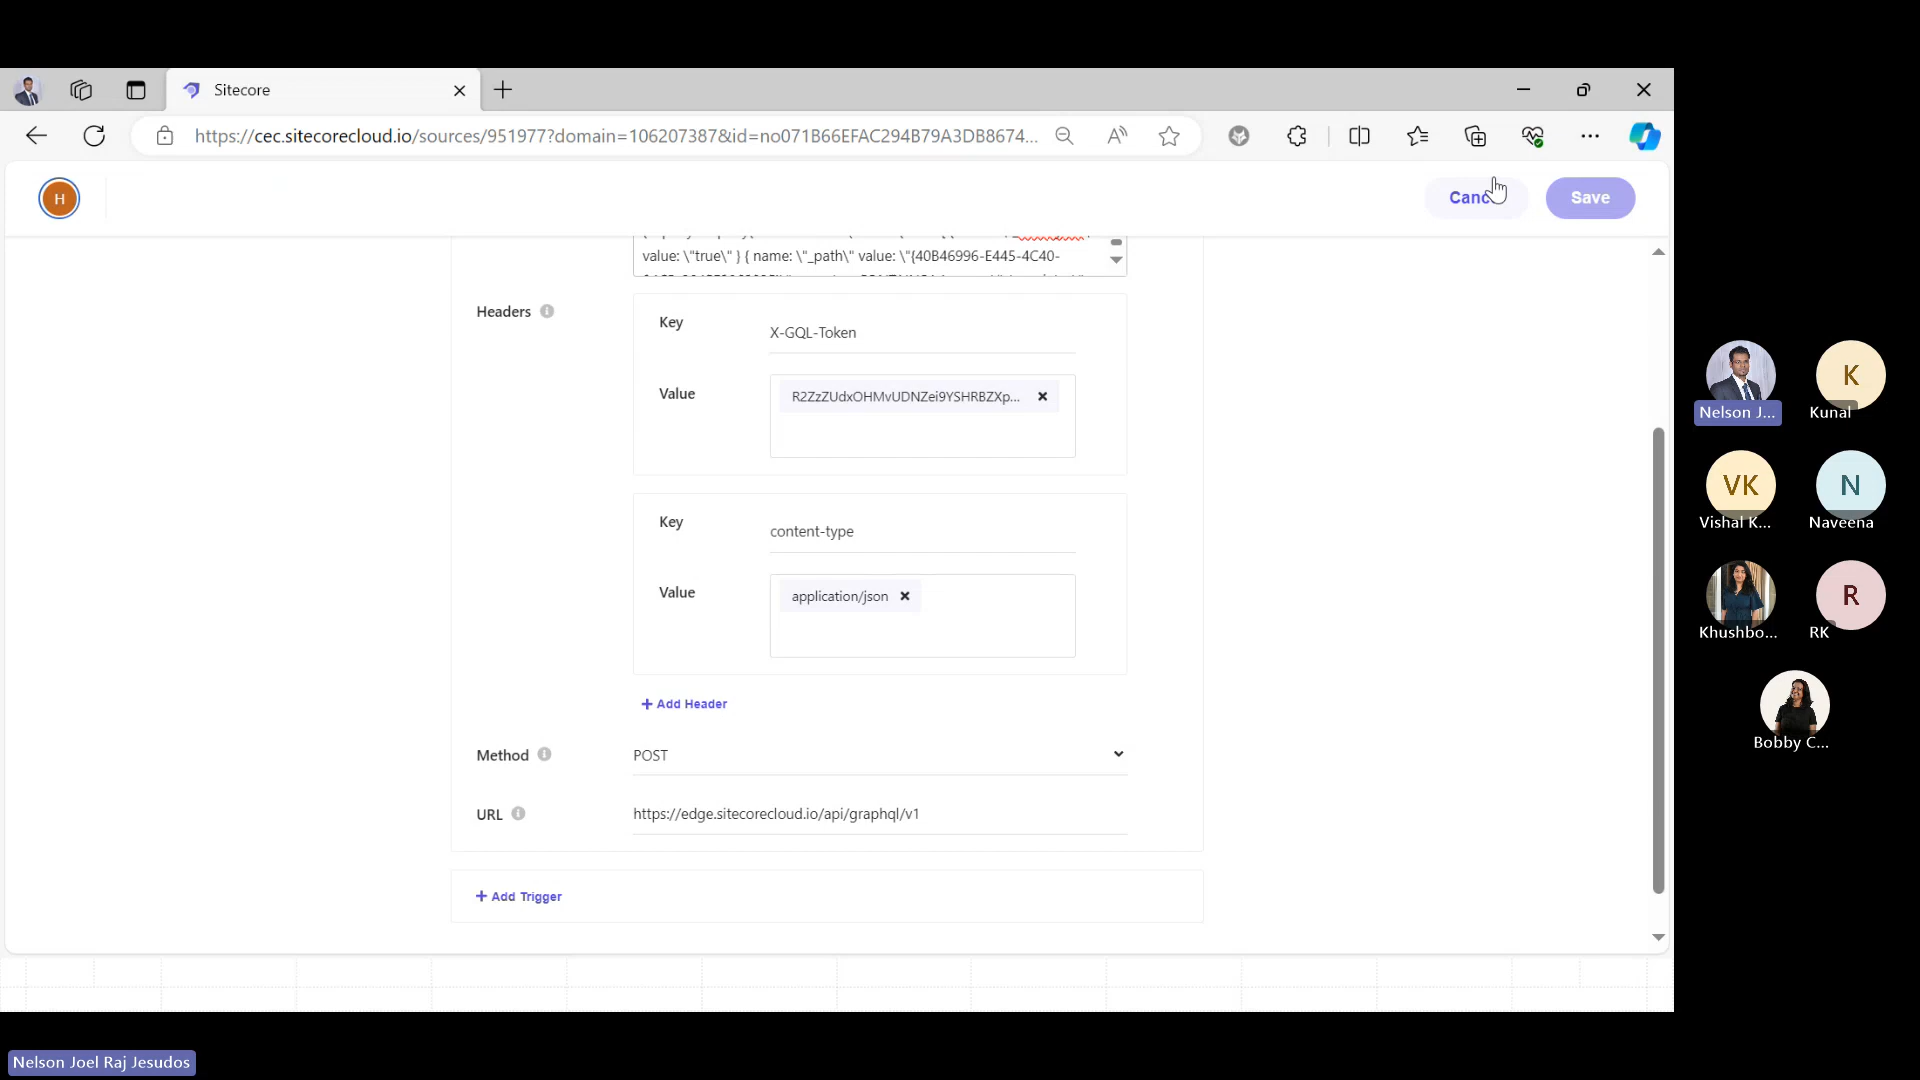 Sitecore
https://cec.sitecorecloud.io/sources/951977?domain=106207387&id=no071B66EFAC294B79A3DB8674...
H
Save
value: \"true\" } { name: \"_path\" value: \"{40B46996-E445-4C40-
Headers
Key
X-GQL-Token
Value
R2ZzZUdxOHMvUDNZei9YSHRBZXp...
Key
content-type
Value
application/json
+ Add Header
Method
POST
URL
https://edge.sitecorecloud.io/api/graphql/v1
+ Add Trigger
Nelson J...
K
Kunal
VK
Vishal K...
N
Naveena
Khushbo...
R
RK
Bobby C...
Nelson Joel Raj Jesudos